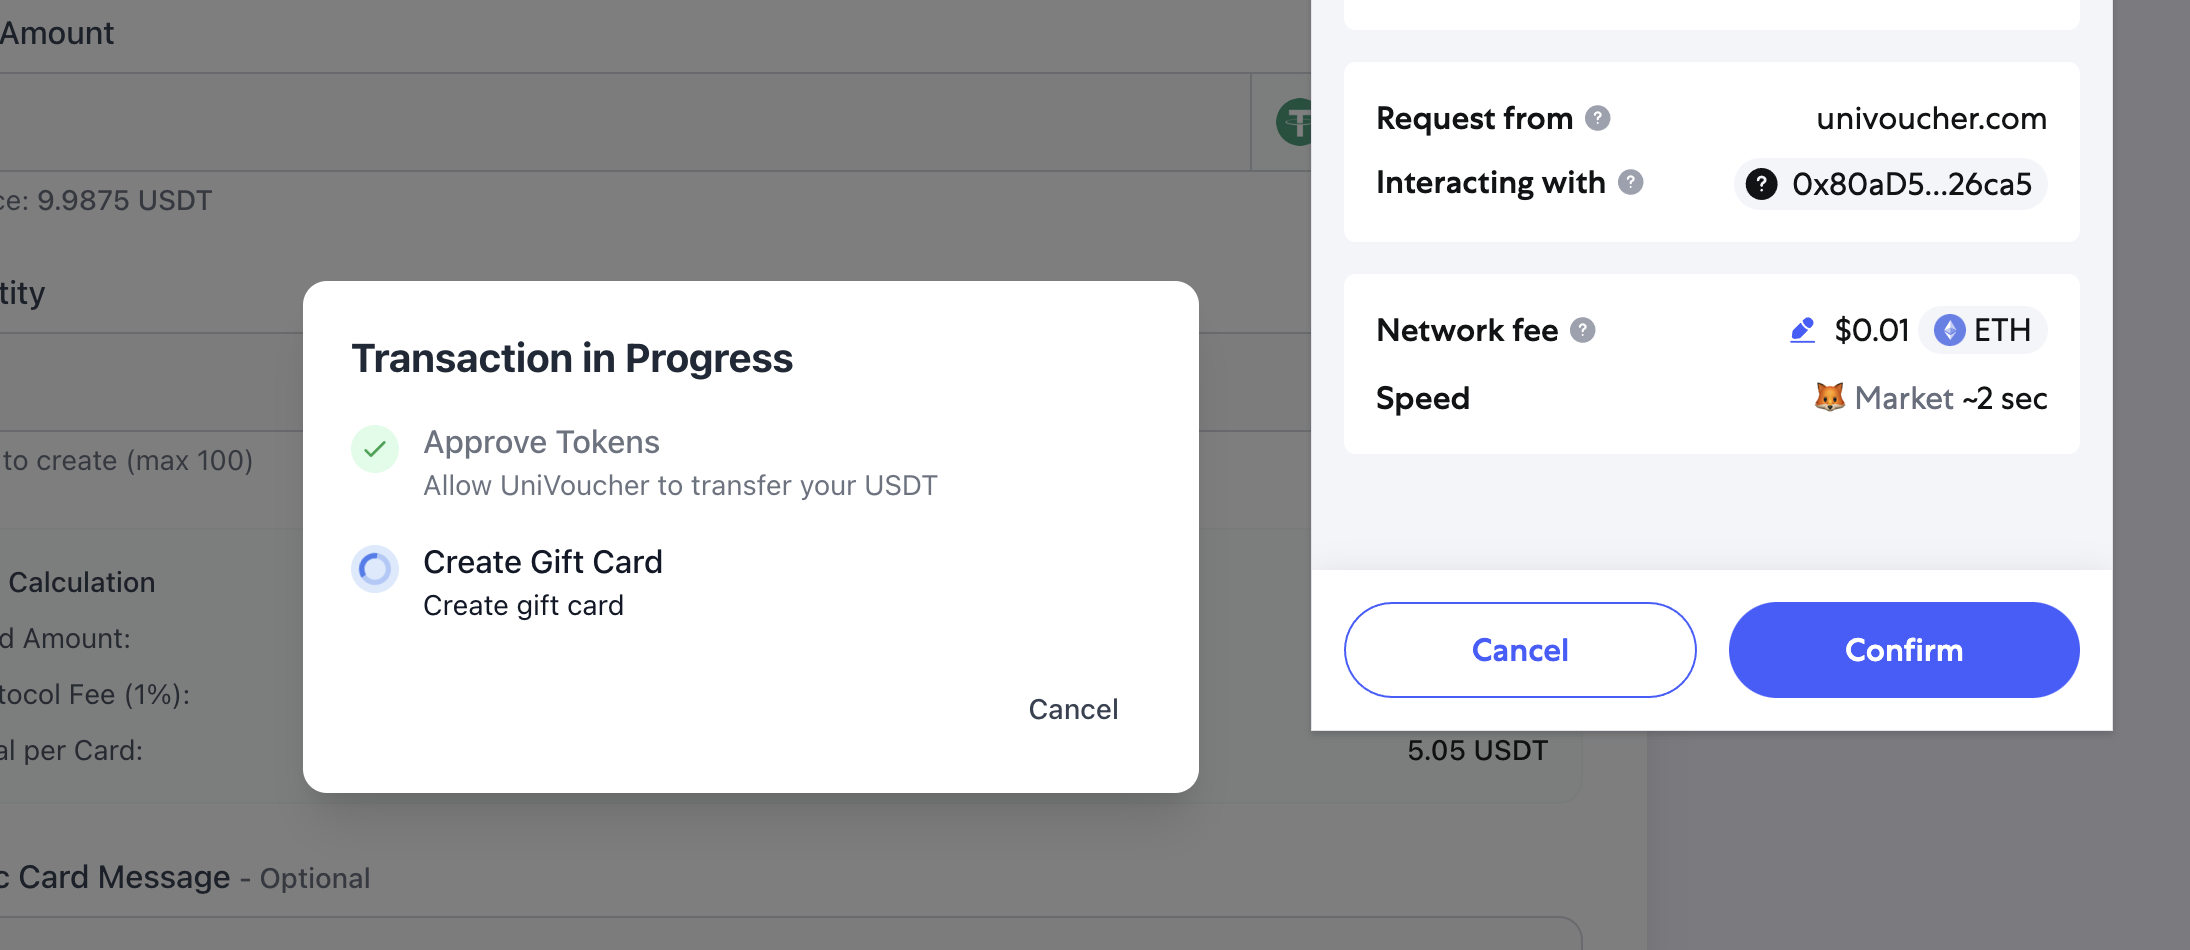 Amount
ce: 9.9875 USDT
tity
to create (max 100)
Calculation
d Amount:
tocol Fee (1%):
al per Card:
5.05 USDT
c Card Message - Optional
Transaction in Progress
Approve Tokens
Allow UniVoucher to transfer your USDT
Create Gift Card
Create gift card
Cancel
Request from ? univoucher.com
Interacting with ? ? 0x80aD5...26ca5
Network fee ? $0.01 ETH
Speed Market ~2 sec
Cancel Confirm